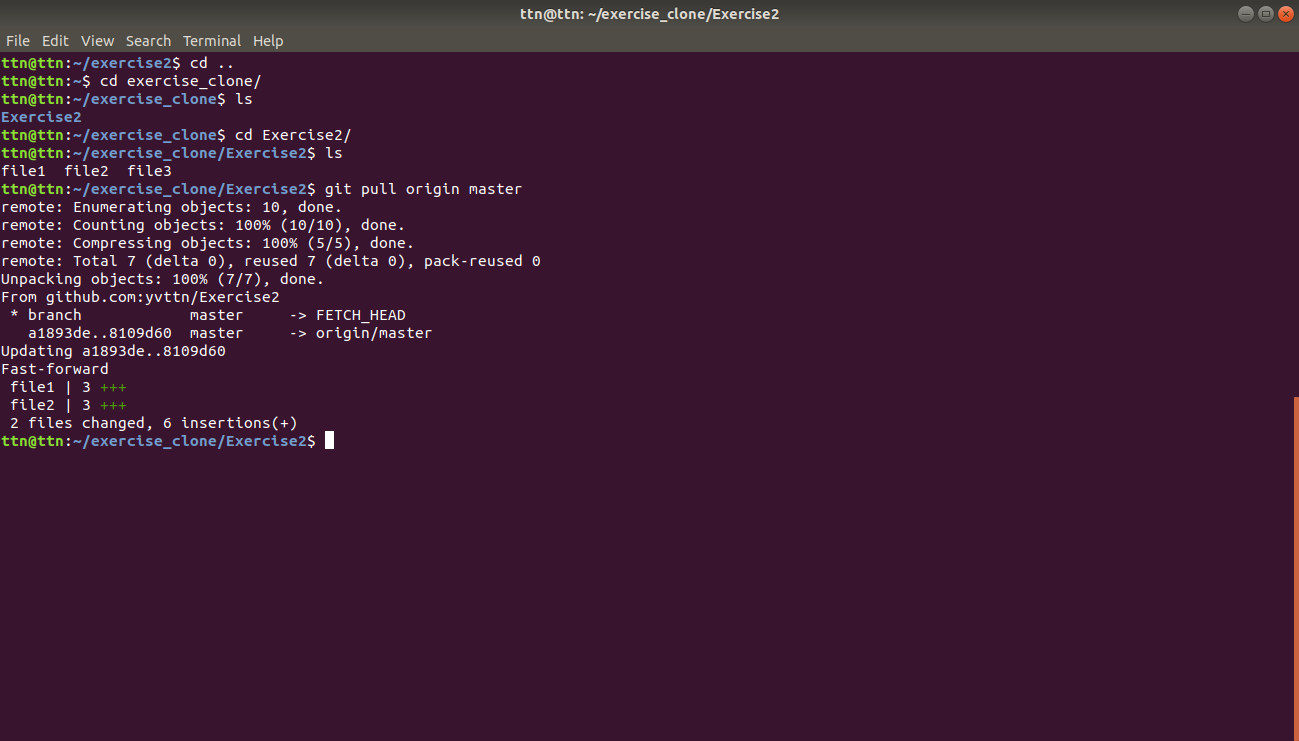 ttn@ttn: ~/exercise_clone/Exercise2
File Edit View Search Terminal Help
ttn@ttn:~/exercise2$ cd ..
ttn@ttn:~$ cd exercise_clone/
ttn@ttn:~/exercise_clone$ ls
Exercise2
ttn@ttn:~/exercise_clone$ cd Exercise2/
ttn@ttn:~/exercise_clone/Exercise2$ ls
file1  file2  file3
ttn@ttn:~/exercise_clone/Exercise2$ git pull origin master
remote: Enumerating objects: 10, done.
remote: Counting objects: 100% (10/10), done.
remote: Compressing objects: 100% (5/5), done.
remote: Total 7 (delta 0), reused 7 (delta 0), pack-reused 0
Unpacking objects: 100% (7/7), done.
From github.com:yvttn/Exercise2
 * branch            master     -> FETCH_HEAD
   a1893de..8109d60  master     -> origin/master
Updating a1893de..8109d60
Fast-forward
 file1 | 3 +++
 file2 | 3 +++
 2 files changed, 6 insertions(+)
ttn@ttn:~/exercise_clone/Exercise2$